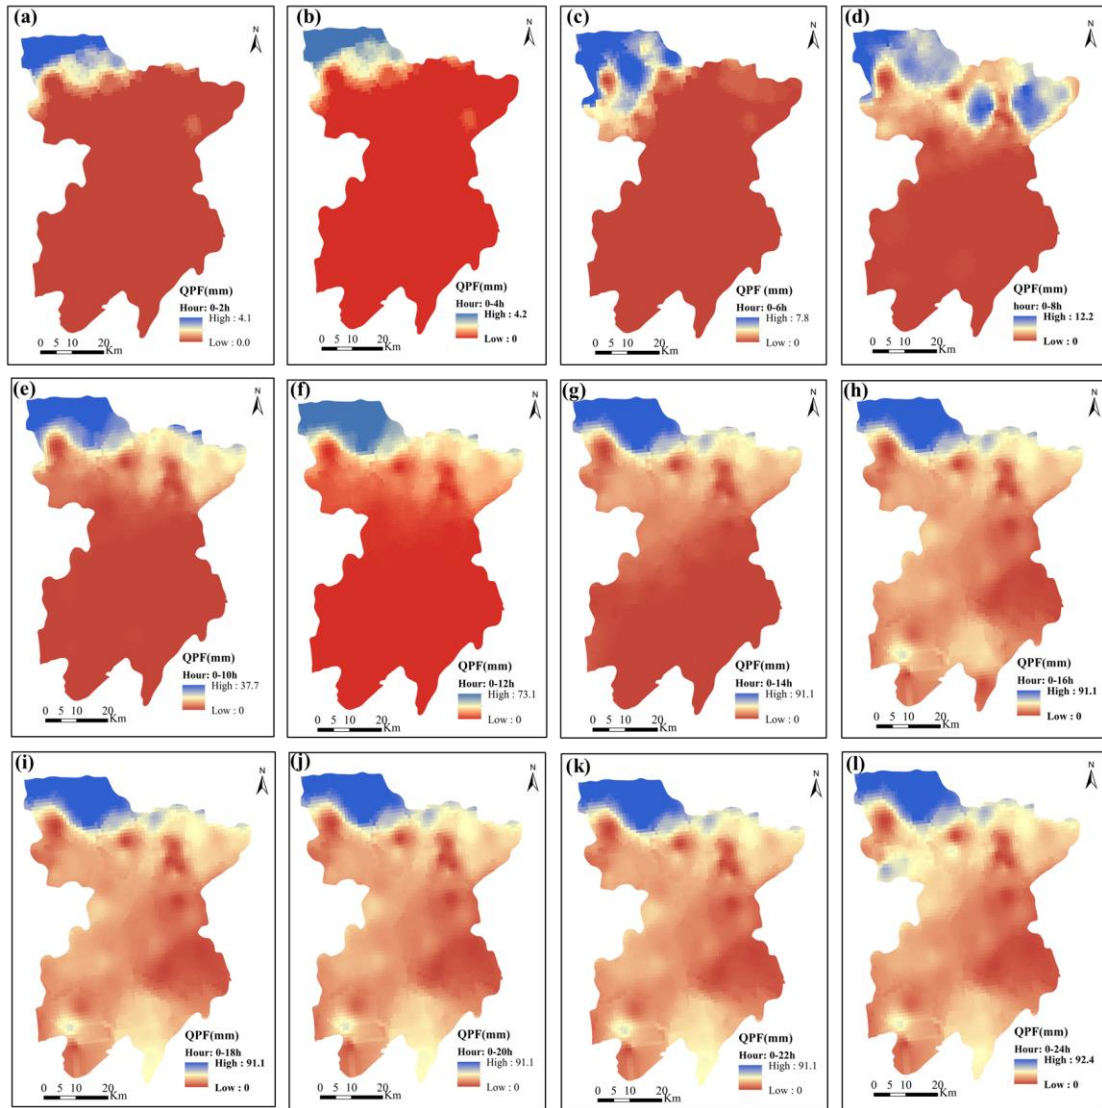 (a)
N
QPF(mm)
Hour: 0-2h
High : 4.1
Low : 0.0
0 5 10 20
Km
(b)
N
QPF(mm)
Hour: 0-4h
High : 4.2
Low : 0
0 5 10 20
Km
(c)
N
QPF (mm)
Hour: 0-6h
High : 7.8
Low : 0
0 5 10 20
Km
(d)
N
QPF(mm)
hour: 0-8h
High : 12.2
Low : 0
0 5 10 20
Km
(e)
N
QPF(mm)
Hour: 0-10h
High : 37.7
Low : 0
0 5 10 20
Km
(f)
N
QPF(mm)
Hour: 0-12h
High : 73.1
Low : 0
0 5 10 20
Km
(g)
N
QPF(mm)
Hour: 0-14h
High : 91.1
Low : 0
0 5 10 20
Km
(h)
N
QPF(mm)
Hour: 0-16h
High : 91.1
Low : 0
0 5 10 20
Km
(i)
N
QPF(mm)
Hour: 0-18h
High : 91.1
Low : 0
0 5 10 20
Km
(j)
N
QPF(mm)
Hour: 0-20h
High : 91.1
Low : 0
0 5 10 20
Km
(k)
N
QPF(mm)
Hour: 0-22h
High : 91.1
Low : 0
0 5 10 20
Km
(l)
N
QPF(mm)
Hour: 0-24h
High : 92.4
Low : 0
0 5 10 20
Km